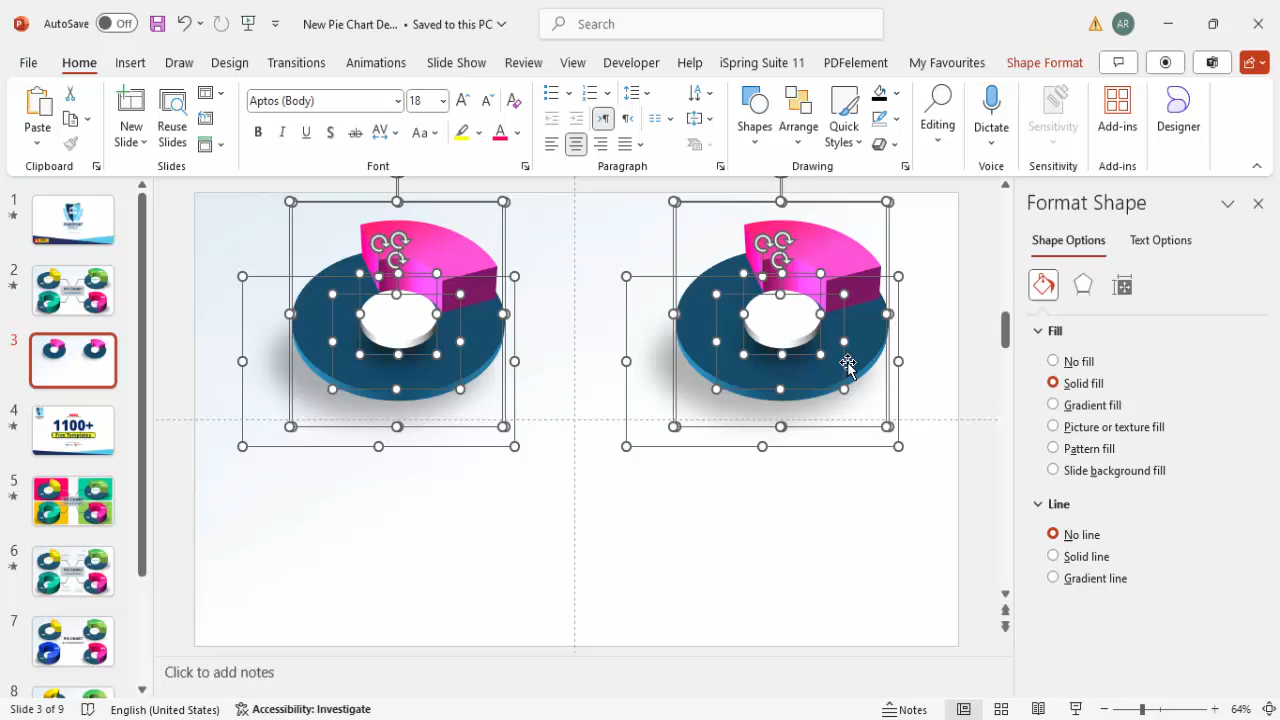 AutoSave Off New Pie Chart De... • Saved to this PC Search AR
File Home Insert Draw Design Transitions Animations Slide Show Review View Developer Help iSpring Suite 11 PDFelement My Favourites Shape Format
Paste
New Slide
Reuse Slides
Aptos (Body) 18
Shapes
Arrange
Quick Styles
Editing
Dictate
Sensitivity
Add-ins
Designer
Clipboard Slides Font Paragraph Drawing Voice Sensitivity Add-ins
1
2
3
4
1100+
5
6
7
8
Format Shape
Shape Options Text Options
Fill
No fill
Solid fill
Gradient fill
Picture or texture fill
Pattern fill
Slide background fill
Line
No line
Solid line
Gradient line
Click to add notes
Slide 3 of 9 English (United States) Accessibility: Investigate Notes 64%